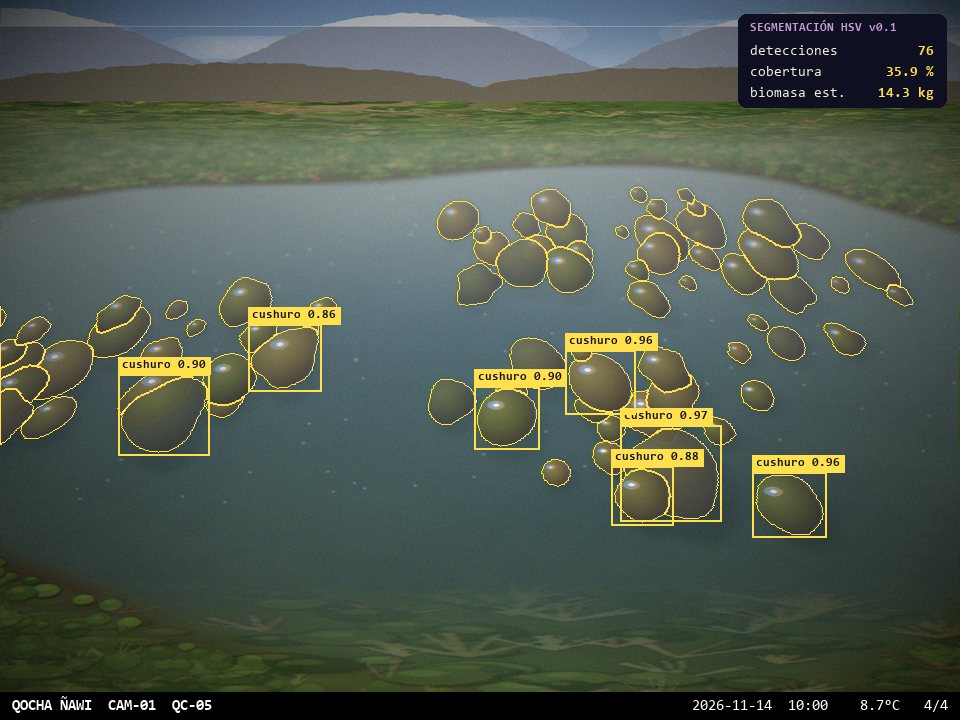 SEGMENTACIÓN HSV v0.1
detecciones 76
cobertura 35.9 %
biomasa est. 14.3 kg
cushuro 0.86
cushuro 0.96
cushuro 0.90
cushuro 0.90
cushuro 0.97
cushuro 0.88
cushuro 0.96
QOCHA ÑAWI CAM-01 QC-05 2026-11-14 10:00 8.7°C 4/4